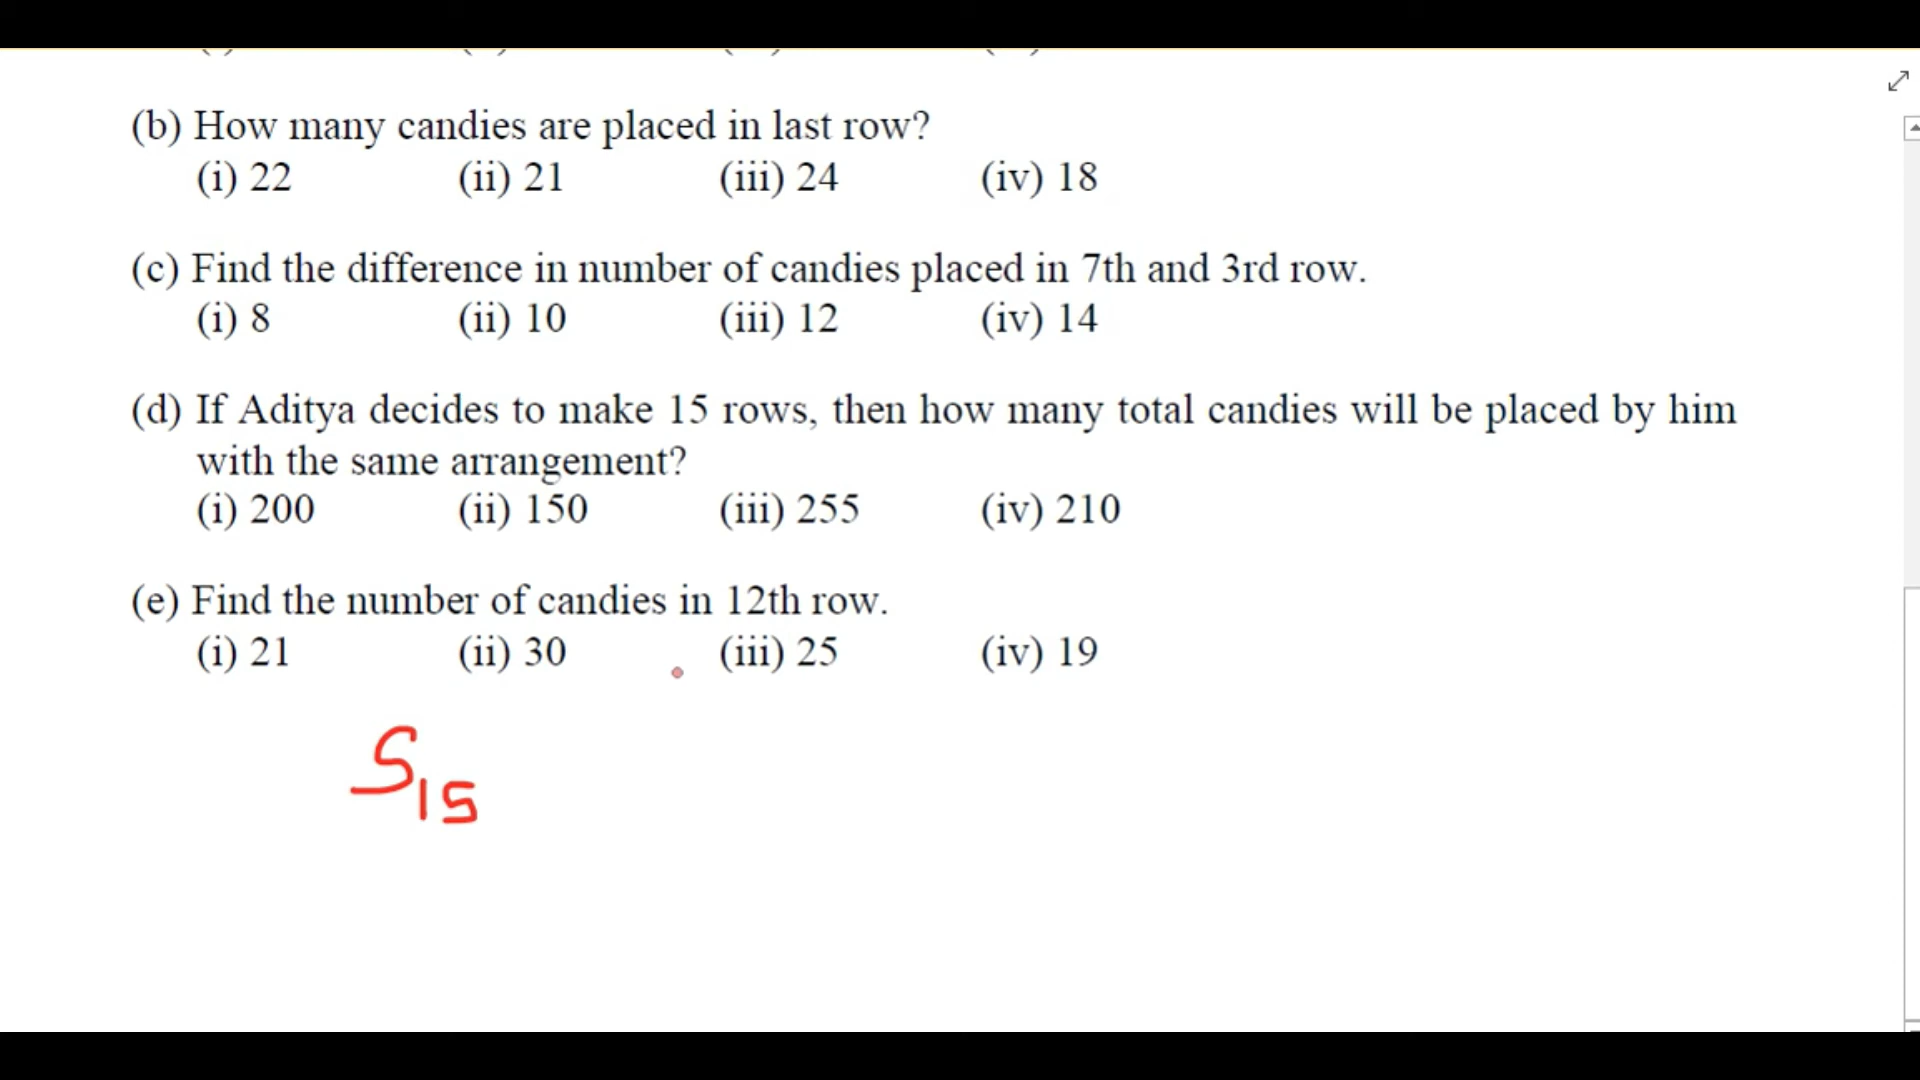 (b) How many candies are placed in last row?
(i) 22 (ii) 21 (iii) 24 (iv) 18
(c) Find the difference in number of candies placed in 7th and 3rd row.
(i) 8 (ii) 10 (iii) 12 (iv) 14
(d) If Aditya decides to make 15 rows, then how many total candies will be placed by him
with the same arrangement?
(i) 200 (ii) 150 (iii) 255 (iv) 210
(e) Find the number of candies in 12th row.
(i) 21 (ii) 30 (iii) 25 (iv) 19
S15